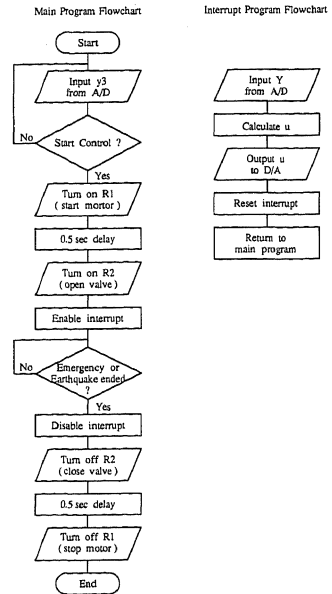 Main Program Flowchart
Start
Input y3
from A/D
No
Start Control ?
Yes
Turn on R1
( start mortor )
0.5 sec delay
Turn on R2
( open valve )
Enable interrupt
No
Emergency or
Earthquake ended
?
Yes
Disable interrupt
Turn off R2
( close valve )
0.5 sec delay
Turn off R1
( stop motor )
End
Interrupt Program Flowchart
Input Y
from A/D
Calculate u
Output u
to D/A
Reset interrupt
Return to
main program